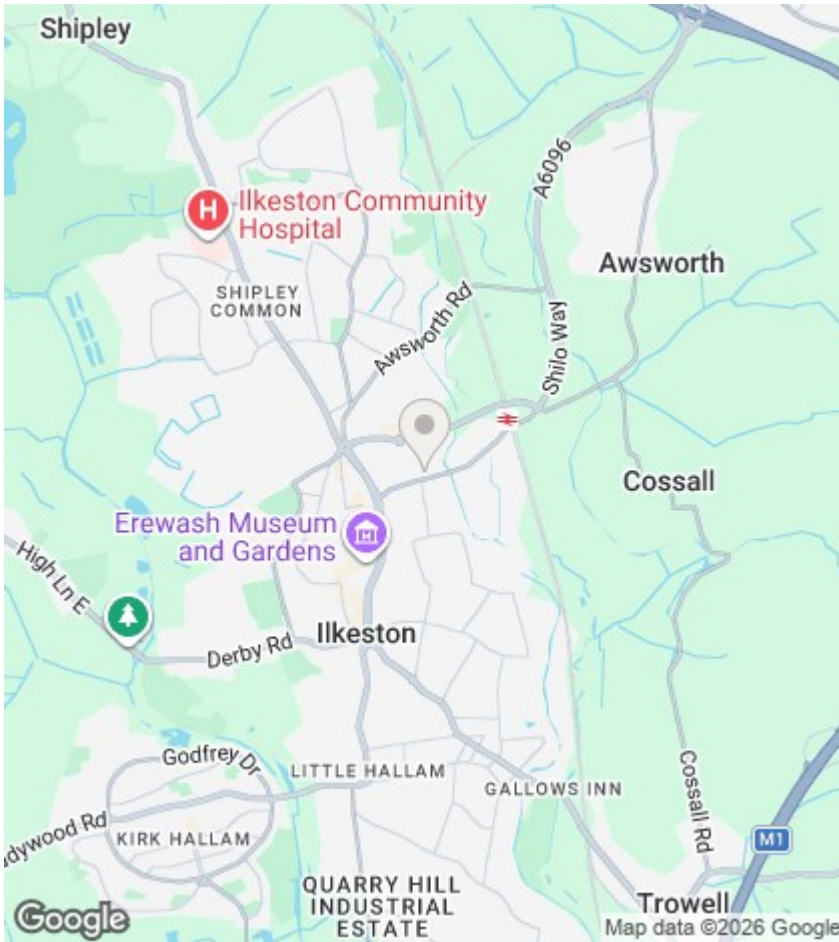 Shipley
A6096
H
Ilkeston Community
Hospital
Awsworth
SHIPLEY
COMMON
Awsworth Rd
Shilo Way
Cossall
Erewash Museum
and Gardens
High Ln E
Ilkeston
Derby Rd
Godfrey Dr
LITTLE HALLAM
GALLOWS INN
Cossall Rd
dywood Rd
KIRK HALLAM
M1
QUARRY HILL
INDUSTRIAL
ESTATE
Trowell
Google
Map data ©2026 Google